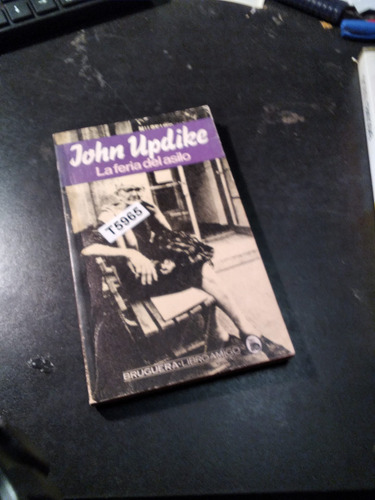 John Updike
La feria del asilo
T5965
BRUGUERA·LIBRO AMIGO